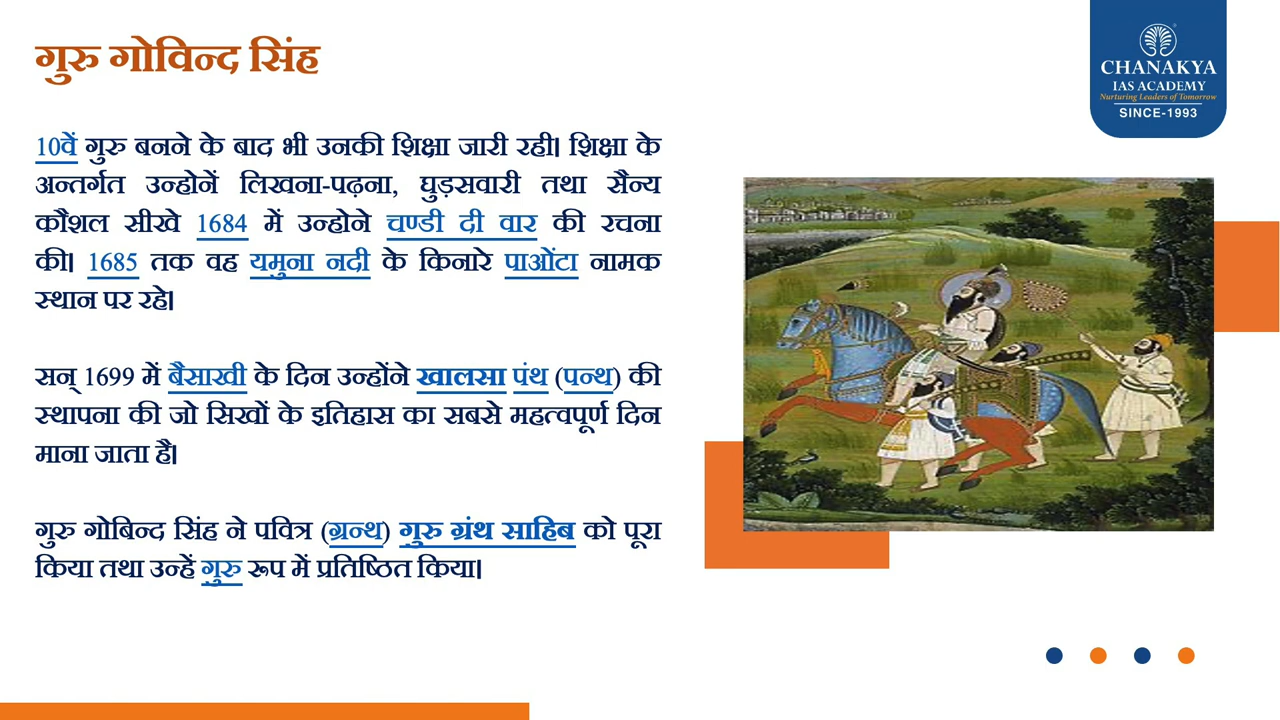 गुरु गोविन्द सिंह
CHANAKYA
IAS ACADEMY
Nurturing Leaders of Tomorrow
SINCE-1993
10वें गुरु बनने के बाद भी उनकी शिक्षा जारी रही। शिक्षा के
अन्तर्गत उन्होनें लिखना-पढ़ना, घुड़सवारी तथा सैन्य
कौशल सीखे 1684 में उन्होने चण्डी दी वार की रचना
की। 1685 तक वह यमुना नदी के किनारे पाओंटा नामक
स्थान पर रहे।
सन् 1699 में बैसाखी के दिन उन्होंने खालसा पंथ (पन्थ) की
स्थापना की जो सिखों के इतिहास का सबसे महत्वपूर्ण दिन
माना जाता है।
गुरु गोबिन्द सिंह ने पवित्र (ग्रन्थ) गुरु ग्रंथ साहिब को पूरा
किया तथा उन्हें गुरु रूप में प्रतिष्ठित किया।